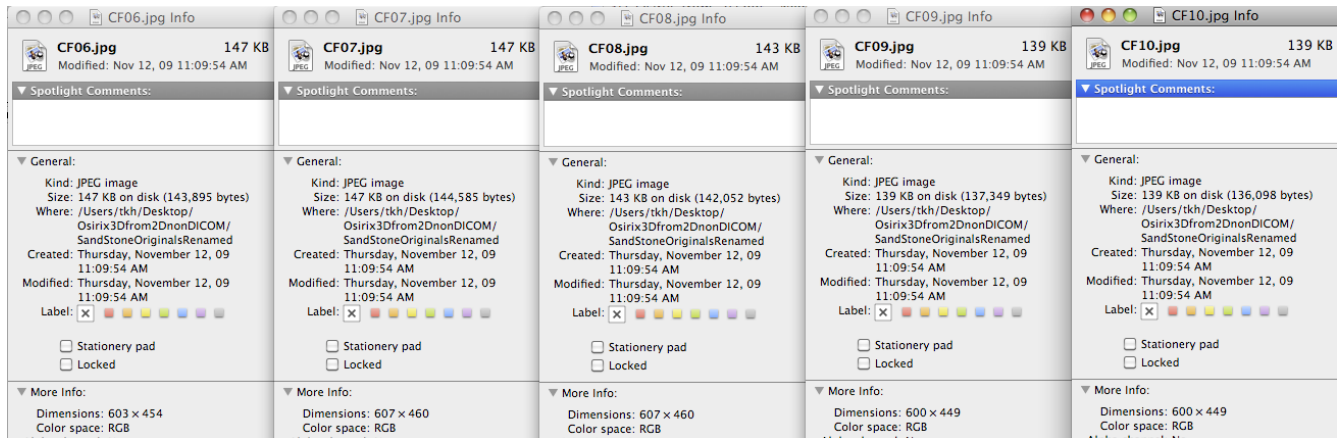 CF06.jpg Info
CF06.jpg 147 KB
Modified: Nov 12, 09 11:09:54 AM
JPEG
Spotlight Comments:
General:
Kind: JPEG image
Size: 147 KB on disk (143,895 bytes)
Where: /Users/tkh/Desktop/
Osirix3Dfrom2DnonDICOM/
SandStoneOriginalsRenamed
Created: Thursday, November 12, 09
11:09:54 AM
Modified: Thursday, November 12, 09
11:09:54 AM
Label:
Stationery pad
Locked
More Info:
Dimensions: 603 × 454
Color space: RGB
CF07.jpg Info
CF07.jpg 147 KB
Modified: Nov 12, 09 11:09:54 AM
JPEG
Spotlight Comments:
General:
Kind: JPEG image
Size: 147 KB on disk (144,585 bytes)
Where: /Users/tkh/Desktop/
Osirix3Dfrom2DnonDICOM/
SandStoneOriginalsRenamed
Created: Thursday, November 12, 09
11:09:54 AM
Modified: Thursday, November 12, 09
11:09:54 AM
Label:
Stationery pad
Locked
More Info:
Dimensions: 607 × 460
Color space: RGB
CF08.jpg Info
CF08.jpg 143 KB
Modified: Nov 12, 09 11:09:54 AM
JPEG
Spotlight Comments:
General:
Kind: JPEG image
Size: 143 KB on disk (142,052 bytes)
Where: /Users/tkh/Desktop/
Osirix3Dfrom2DnonDICOM/
SandStoneOriginalsRenamed
Created: Thursday, November 12, 09
11:09:54 AM
Modified: Thursday, November 12, 09
11:09:54 AM
Label:
Stationery pad
Locked
More Info:
Dimensions: 607 × 460
Color space: RGB
CF09.jpg Info
CF09.jpg 139 KB
Modified: Nov 12, 09 11:09:54 AM
JPEG
Spotlight Comments:
General:
Kind: JPEG image
Size: 139 KB on disk (137,349 bytes)
Where: /Users/tkh/Desktop/
Osirix3Dfrom2DnonDICOM/
SandStoneOriginalsRenamed
Created: Thursday, November 12, 09
11:09:54 AM
Modified: Thursday, November 12, 09
11:09:54 AM
Label:
Stationery pad
Locked
More Info:
Dimensions: 600 × 449
Color space: RGB
CF10.jpg Info
CF10.jpg 139 KB
Modified: Nov 12, 09 11:09:54 AM
JPEG
Spotlight Comments:
General:
Kind: JPEG image
Size: 139 KB on disk (136,098 bytes)
Where: /Users/tkh/Desktop/
Osirix3Dfrom2DnonDICOM/
SandStoneOriginalsRenamed
Created: Thursday, November 12, 09
11:09:54 AM
Modified: Thursday, November 12, 09
11:09:54 AM
Label:
Stationery pad
Locked
More Info:
Dimensions: 600 × 449
Color space: RGB